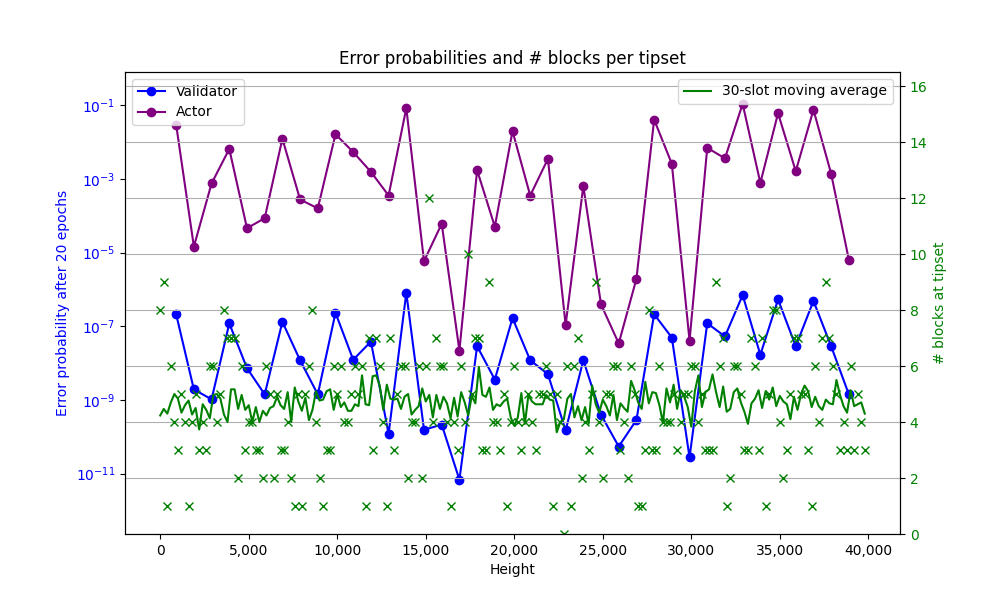 Error probabilities and # blocks per tipset
Validator
Actor
30-slot moving average
Error probability after 20 epochs
10⁻¹
10⁻³
10⁻⁵
10⁻⁷
10⁻⁹
10⁻¹¹
16
14
12
10
8
6
4
2
0
# blocks at tipset
0 5,000 10,000 15,000 20,000 25,000 30,000 35,000 40,000
Height